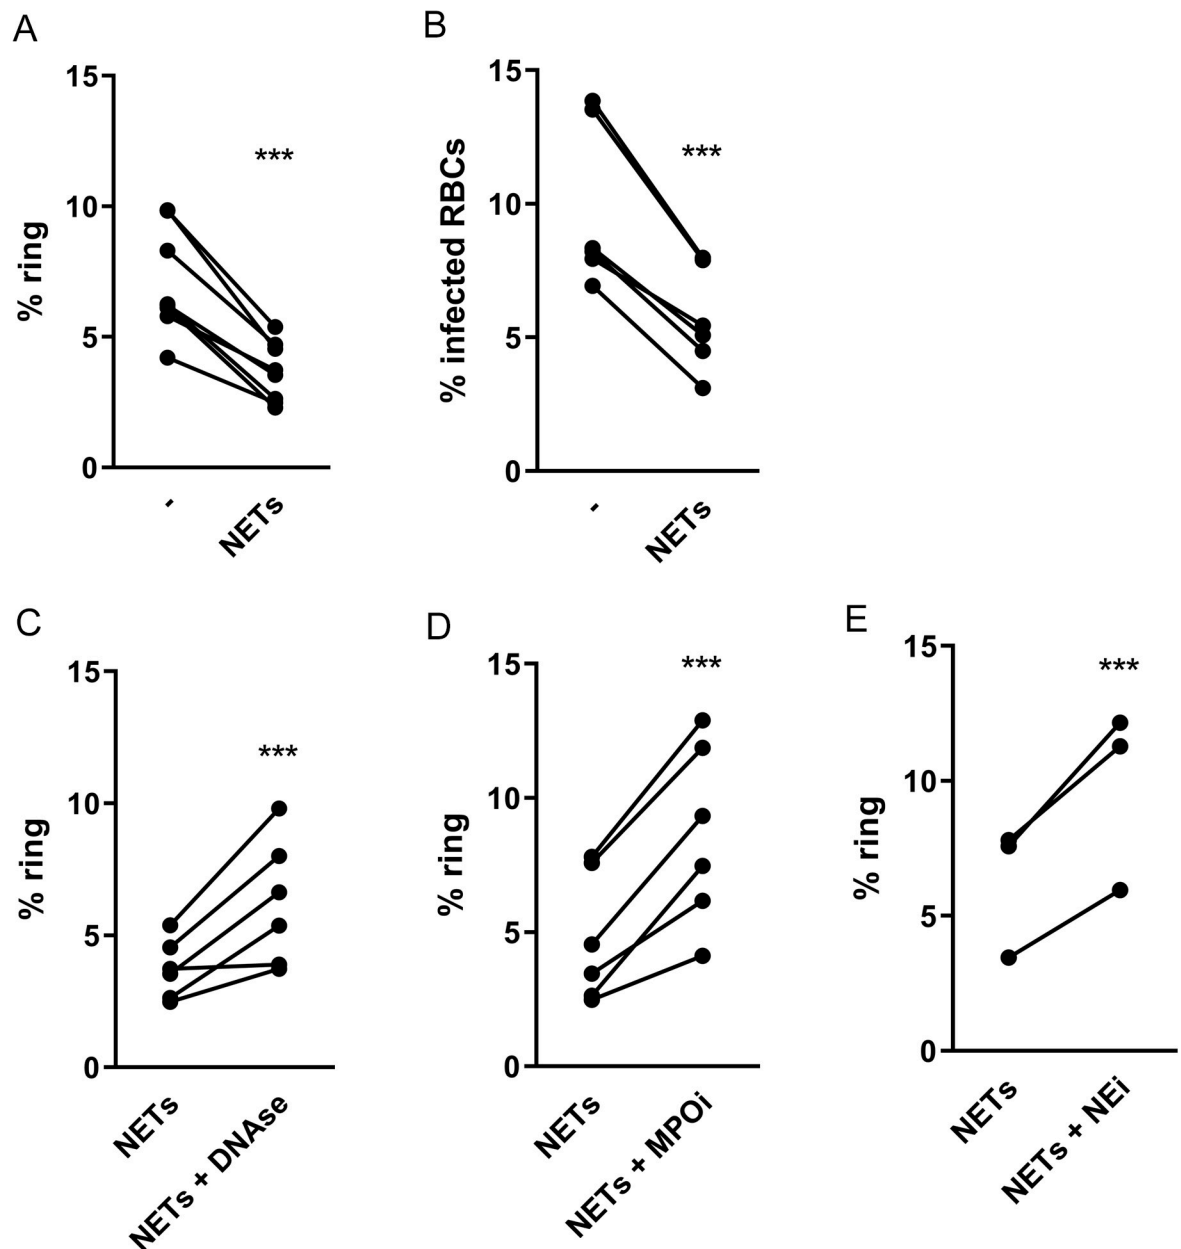 A
15
10
5
0
% ring
***
-
NETs
B
15
10
5
0
% infected RBCs
***
-
NETs
C
15
10
5
0
% ring
***
NETs
NETs + DNAse
D
15
10
5
0
% ring
***
NETs
NETs + MPOi
E
15
10
5
0
% ring
***
NETs
NETs + NEi